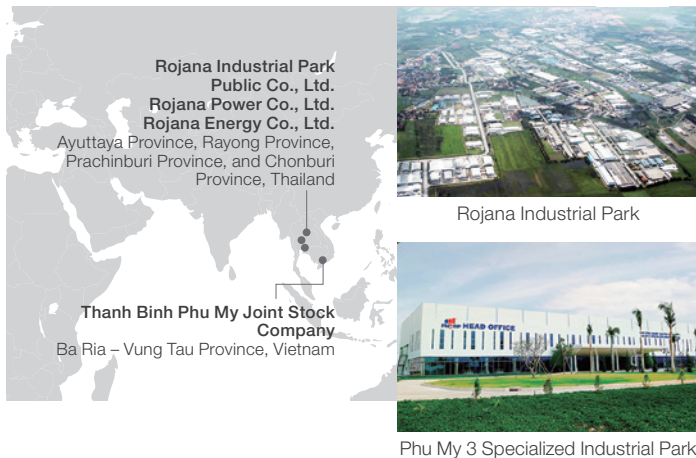 Rojana Industrial Park
Public Co., Ltd.
Rojana Power Co., Ltd.
Rojana Energy Co., Ltd.
Ayuttaya Province, Rayong Province,
Prachinburi Province, and Chonburi
Province, Thailand
Thanh Binh Phu My Joint Stock
Company
Ba Ria – Vung Tau Province, Vietnam
Rojana Industrial Park
HEAD OFFICE
Phu My 3 Specialized Industrial Park